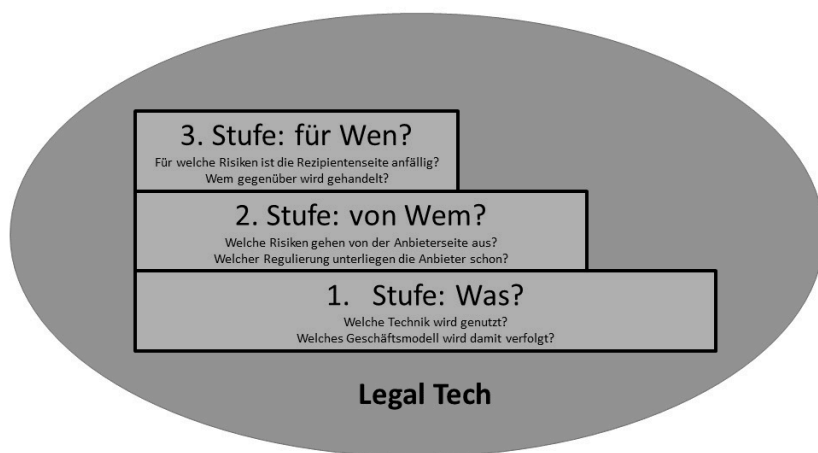 3. Stufe: für Wen?
Für welche Risiken ist die Rezipientenseite anfällig?
Wem gegenüber wird gehandelt?
2. Stufe: von Wem?
Welche Risiken gehen von der Anbieterseite aus?
Welcher Regulierung unterliegen die Anbieter schon?
1. Stufe: Was?
Welche Technik wird genutzt?
Welches Geschäftsmodell wird damit verfolgt?
Legal Tech